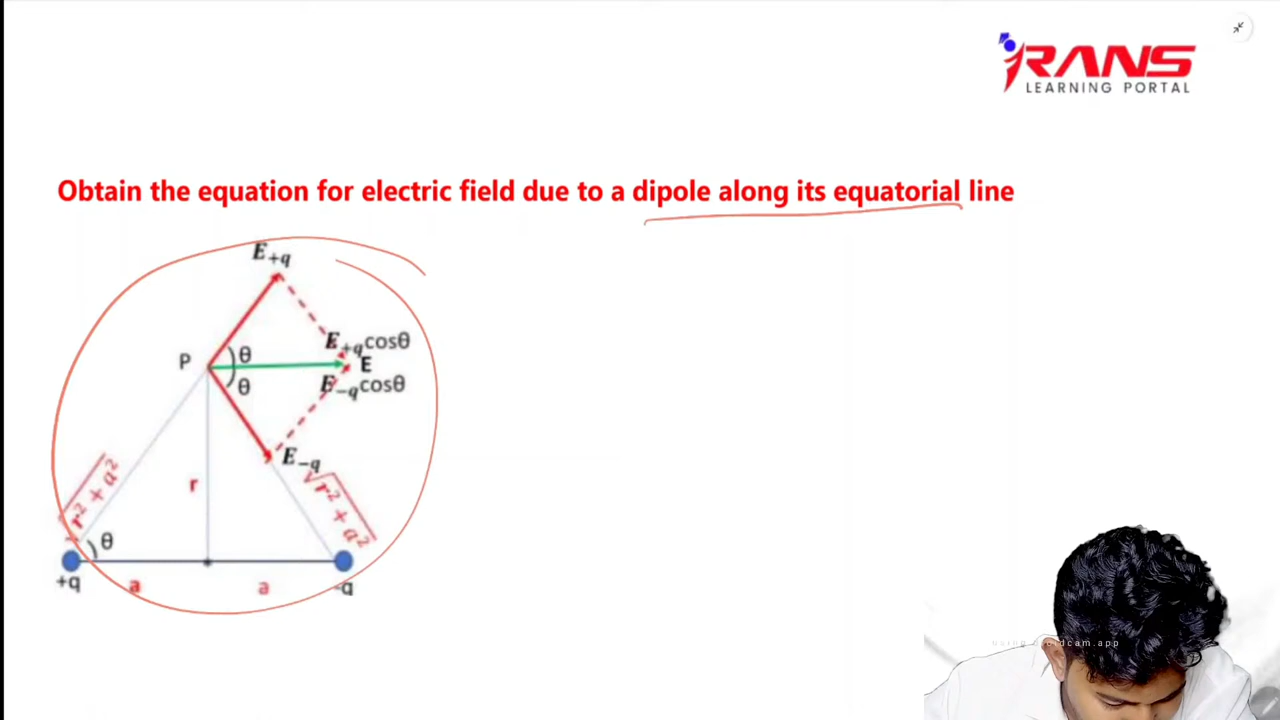 RANS
LEARNING PORTAL
Obtain the equation for electric field due to a dipole along its equatorial line
E+q
θ
E+qcosθ
P
E
θ
E−qcosθ
E−q
√r² + a²
r
√r² + a²
θ
+q
a
a
-q